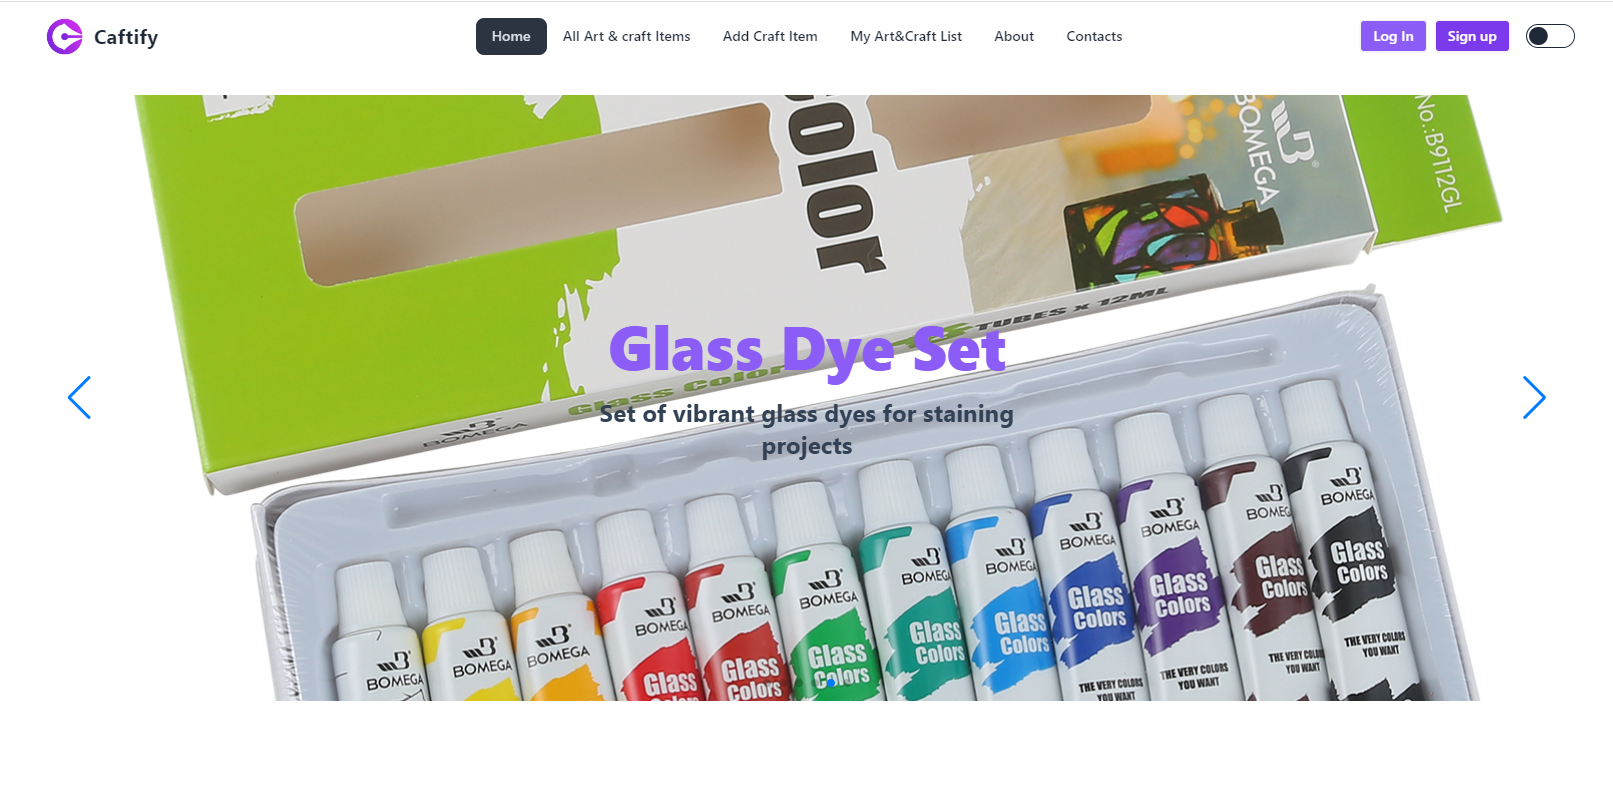 Caftify
Home
All Art & craft Items
Add Craft Item
My Art&Craft List
About
Contacts
Log In
Sign up
Color
BOMEGA
No.:B9112GL
TUBES x 12ML
Glass Color
BOMEGA
Glass Dye Set
Set of vibrant glass dyes for staining
projects
BOMEGA
BOMEGA
BOMEGA
BOMEGA
Glass
Colors
BOMEGA
Glass
Colors
BOMEGA
Glass
Colors
BOMEGA
Glass
Colors
BOMEGA
Glass
Colors
BOMEGA
Glass
Colors
THE VERY COLORS
YOU WANT
BOMEGA
Glass
Colors
THE VERY COLORS
YOU WANT
BOMEGA
Glass
Colors
THE VERY COLORS
YOU WANT
BOMEGA
Glass
Colors
THE VERY COLORS
YOU WANT